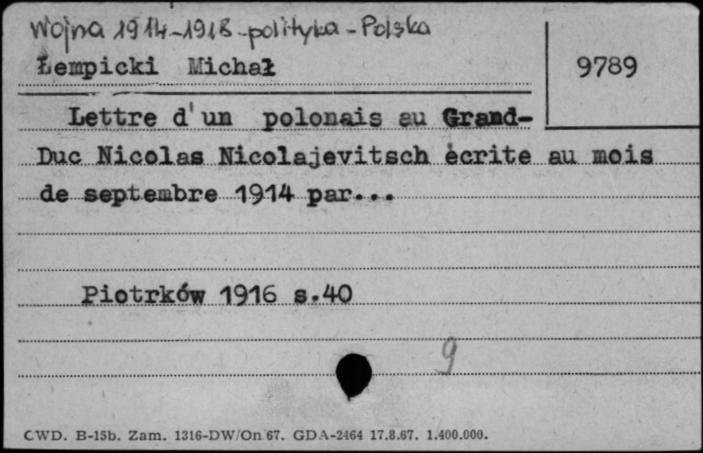 Wojna 1914-1918-polityka-Polska
Łempicki Michał
9789
Lettre d'un polonais au Grand-
Duc Nicolas Nicolajevitsch ècrite au mois
de septembre 1914 par...
Piotrków 1916 s.40
9
CWD. B-15b. Zam. 1316-DW/On 67. GDA-2464 17.8.67. 1.400.000.